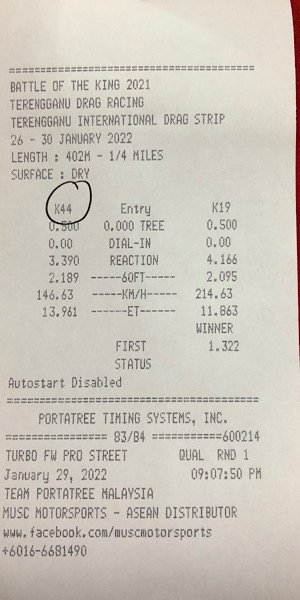 ==================================
BATTLE OF THE KING 2021
TERENGGANU DRAG RACING
TERENGGANU INTERNATIONAL DRAG STRIP
26 - 30 JANUARY 2022
LENGTH : 402M - 1/4 MILES
SURFACE : DRY
K44 Entry K19
0.500 0.000 TREE 0.500
0.00 DIAL-IN 0.00
3.390 REACTION 4.166
2.189 -----60FT----- 2.095
146.63 -----KM/H----- 214.63
13.961 ------ET------ 11.863
WINNER
FIRST 1.322
STATUS
Autostart Disabled
==================================
PORTATREE TIMING SYSTEMS, INC.
============== 83/84 ==========600214
TURBO FW PRO STREET QUAL RND 1
January 29, 2022 09:07:50 PM
TEAM PORTATREE MALAYSIA
MUSC MOTORSPORTS - ASEAN DISTRIBUTOR
www.facebook.com/muscmotorsports
+6016-6681490